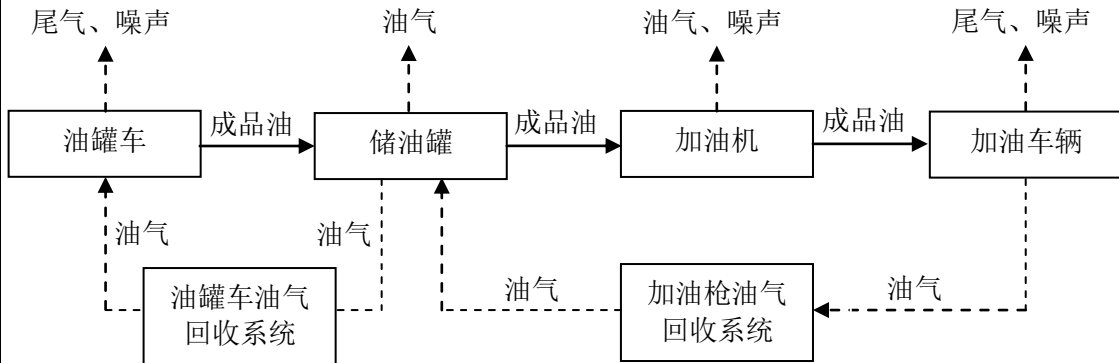 尾气、噪声
油气
油气、噪声
尾气、噪声
油罐车
成品油
储油罐
成品油
加油机
成品油
加油车辆
油气
油气
油罐车油气
回收系统
油气
加油枪油气
回收系统
油气